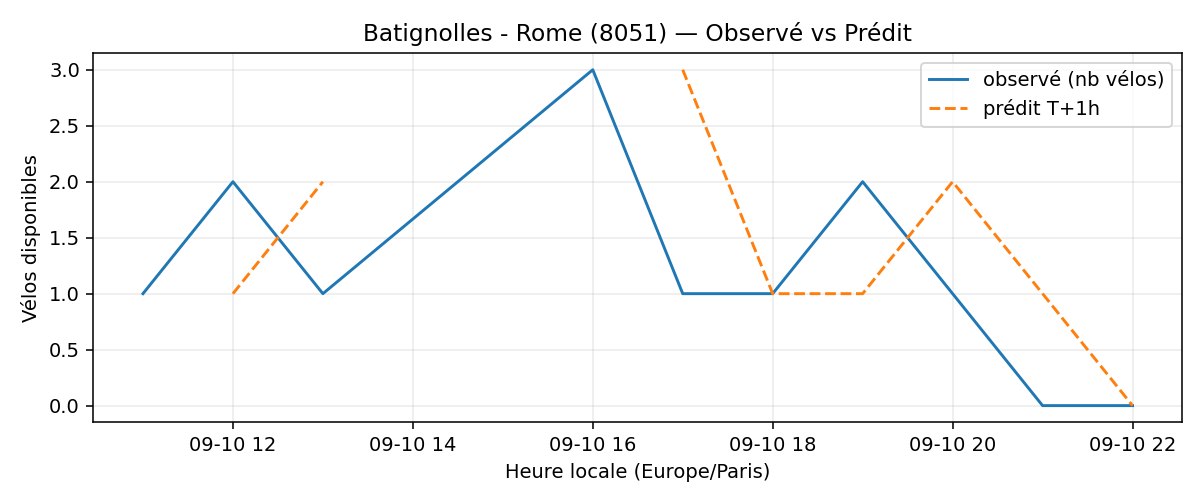 Batignolles - Rome (8051) — Observé vs Prédit
observé (nb vélos)
prédit T+1h
Vélos disponibles
3.0
2.5
2.0
1.5
1.0
0.5
0.0
09-10 12
09-10 14
09-10 16
09-10 18
09-10 20
09-10 22
Heure locale (Europe/Paris)